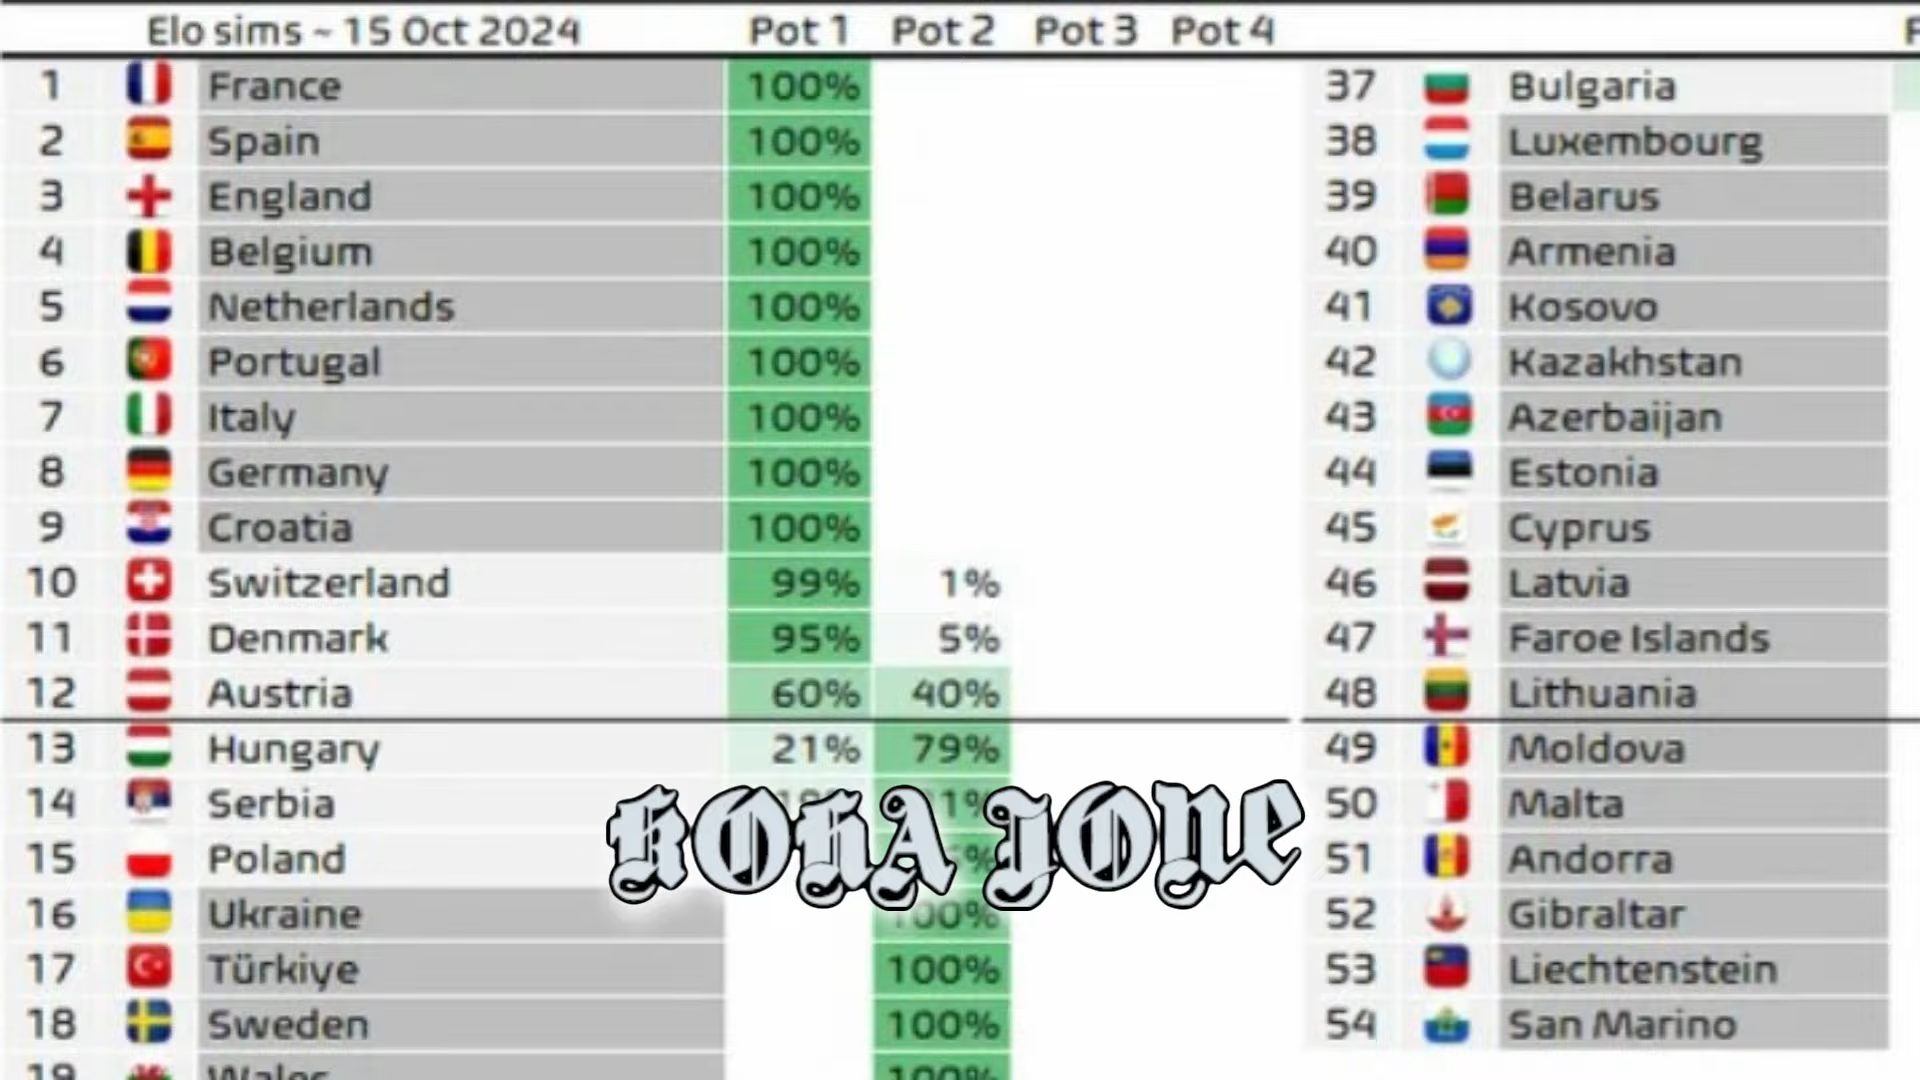 Elo sims ~ 15 Oct 2024 Pot 1 Pot 2 Pot 3 Pot 4
1 France 100%
2 Spain 100%
3 England 100%
4 Belgium 100%
5 Netherlands 100%
6 Portugal 100%
7 Italy 100%
8 Germany 100%
9 Croatia 100%
10 Switzerland 99% 1%
11 Denmark 95% 5%
12 Austria 60% 40%
13 Hungary 21% 79%
14 Serbia
15 Poland
16 Ukraine 100%
17 Türkiye 100%
18 Sweden 100%
19 Wales 100%
37 Bulgaria
38 Luxembourg
39 Belarus
40 Armenia
41 Kosovo
42 Kazakhstan
43 Azerbaijan
44 Estonia
45 Cyprus
46 Latvia
47 Faroe Islands
48 Lithuania
49 Moldova
50 Malta
51 Andorra
52 Gibraltar
53 Liechtenstein
54 San Marino